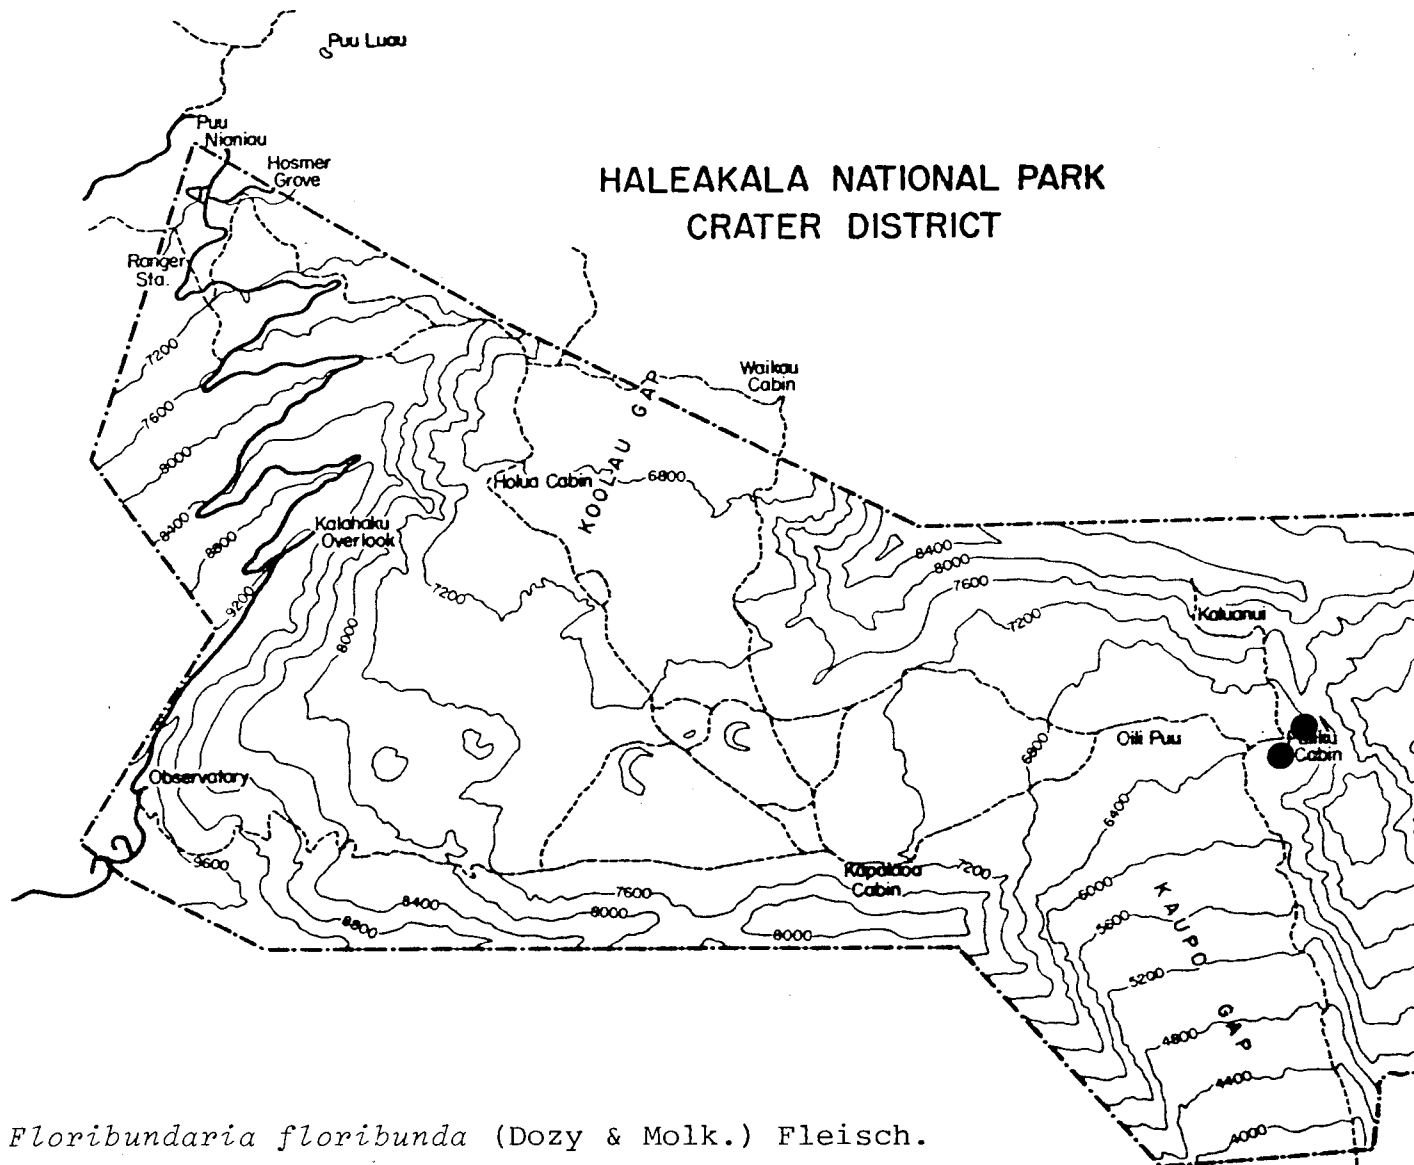 Puu Luau
Puu
Nianiau
Hosmer
Grove
HALEAKALA NATIONAL PARK
CRATER DISTRICT
Ranger
Sta.
7200
Waikau
Cabin
KOOLAU GAP
7600
8000
Holua Cabin
6800
8400
8800
Kalahaku
Overlook
8400
8000
7600
7200
9200
7200
Kaluanui
8000
6800
Oili Puu
Cabin
Observatory
6400
9600
Kapalaoa
Cabin
7200
7600
8400
8000
8800
8000
6000
5600
KAUPO GAP
5200
4800
4400
4000
Floribundaria floribunda (Dozy & Molk.) Fleisch.